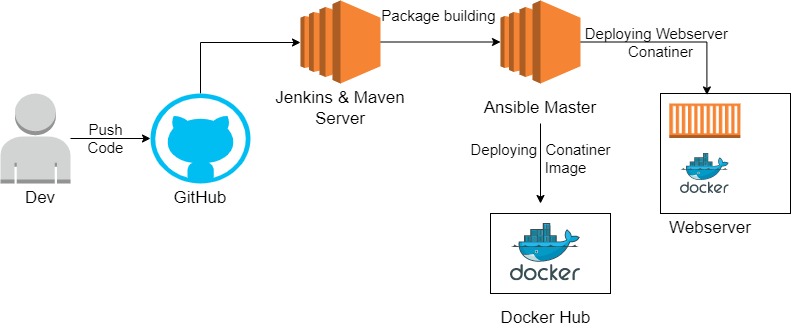 Package building
Deploying Webserver
Conatiner
Jenkins & Maven
Server
Ansible Master
Push
Code
Deploying Conatiner
Image
docker
Dev
GitHub
Webserver
docker
Docker Hub